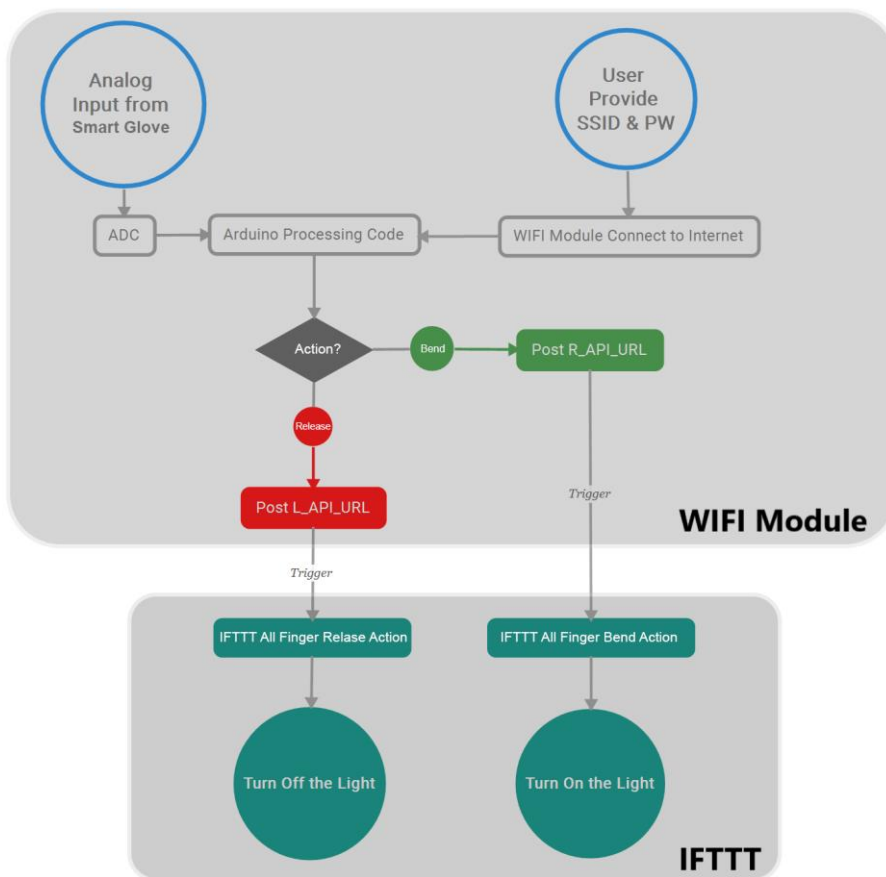 Analog
Input from
Smart Glove
User
Provide
SSID & PW
ADC
Arduino Processing Code
WIFI Module Connect to Internet
Action?
Bend
Post R_API_URL
Release
Post L_API_URL
Trigger
WIFI Module
Trigger
IFTTT All Finger Relase Action
IFTTT All Finger Bend Action
Turn Off the Light
Turn On the Light
IFTTT